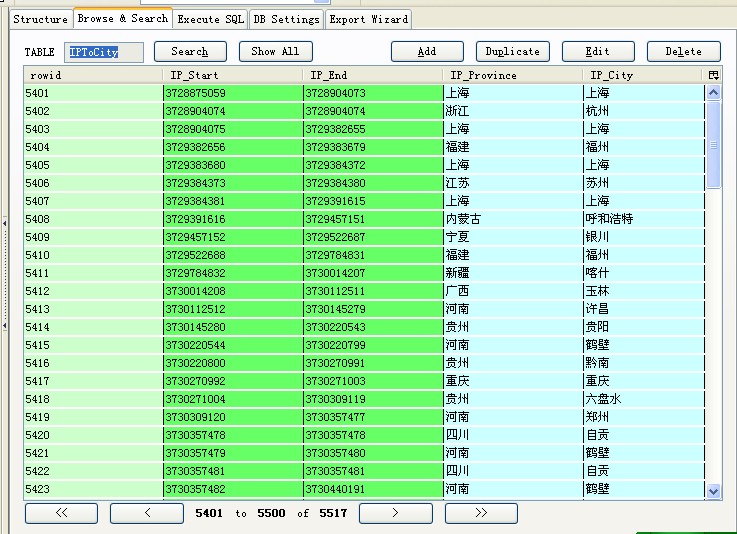 Structure Browse & Search Execute SQL DB Settings Export Wizard
TABLE IPToCity Search Show All Add Duplicate Edit Delete
rowid IP_Start IP_End IP_Province IP_City
5401 3728875059 3728904073 上海 上海
5402 3728904074 3728904074 浙江 杭州
5403 3728904075 3729382655 上海 上海
5404 3729382656 3729383679 福建 福州
5405 3729383680 3729384372 上海 上海
5406 3729384373 3729384380 江苏 苏州
5407 3729384381 3729391615 上海 上海
5408 3729391616 3729457151 内蒙古 呼和浩特
5409 3729457152 3729522687 宁夏 银川
5410 3729522688 3729784831 福建 福州
5411 3729784832 3730014207 新疆 喀什
5412 3730014208 3730112511 广西 玉林
5413 3730112512 3730145279 河南 许昌
5414 3730145280 3730220543 贵州 贵阳
5415 3730220544 3730220799 河南 鹤壁
5416 3730220800 3730270991 贵州 黔南
5417 3730270992 3730271003 重庆 重庆
5418 3730271004 3730309119 贵州 六盘水
5419 3730309120 3730357477 河南 郑州
5420 3730357478 3730357478 四川 自贡
5421 3730357479 3730357480 河南 鹤壁
5422 3730357481 3730357481 四川 自贡
5423 3730357482 3730440191 河南 鹤壁
<< < 5401 to 5500 of 5517 > >>